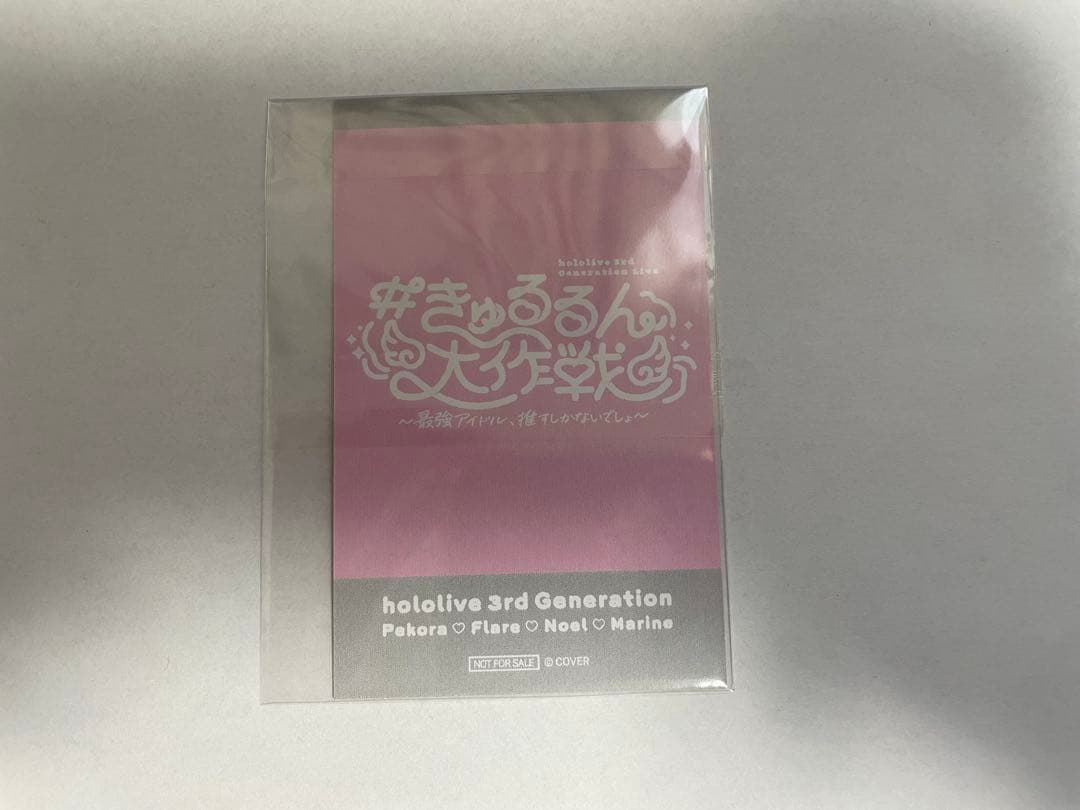 hololive 3rd
Generation Live
#きゅるるん
大作戦
～最強アイドル、推すしかないでしょ～
hololive 3rd Generation
Pekora♡Flare♡Noel♡Marine
NOT FOR SALE © COVER